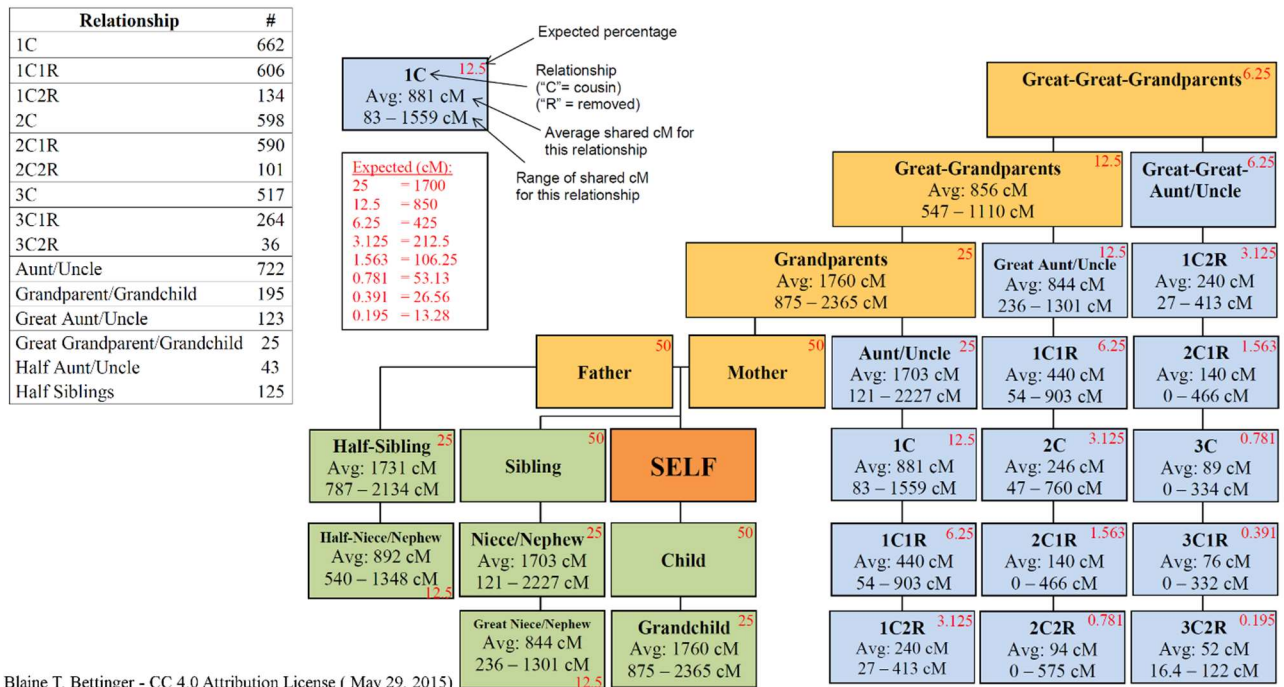 Relationship #
1C 662
1C1R 606
1C2R 134
2C 598
2C1R 590
2C2R 101
3C 517
3C1R 264
3C2R 36
Aunt/Uncle 722
Grandparent/Grandchild 195
Great Aunt/Uncle 123
Great Grandparent/Grandchild 25
Half Aunt/Uncle 43
Half Siblings 125
1C 12.5
Avg: 881 cM
83 – 1559 cM
Expected percentage
Relationship
("C"= cousin)
("R" = removed)
Average shared cM for
this relationship
Range of shared cM
for this relationship
Expected (cM):
25 = 1700
12.5 = 850
6.25 = 425
3.125 = 212.5
1.563 = 106.25
0.781 = 53.13
0.391 = 26.56
0.195 = 13.28
Great-Great-Grandparents 6.25
Great-Grandparents 12.5
Avg: 856 cM
547 – 1110 cM
Great-Great-
Aunt/Uncle
6.25
Grandparents 25
Avg: 1760 cM
875 – 2365 cM
Great Aunt/Uncle 12.5
Avg: 844 cM
236 – 1301 cM
1C2R 3.125
Avg: 240 cM
27 – 413 cM
Father 50
Mother 50
Aunt/Uncle 25
Avg: 1703 cM
121 – 2227 cM
1C1R 6.25
Avg: 440 cM
54 – 903 cM
2C1R 1.563
Avg: 140 cM
0 – 466 cM
Half-Sibling 25
Avg: 1731 cM
787 – 2134 cM
Sibling 50
SELF
1C 12.5
Avg: 881 cM
83 – 1559 cM
2C 3.125
Avg: 246 cM
47 – 760 cM
3C 0.781
Avg: 89 cM
0 – 334 cM
Half-Niece/Nephew
Avg: 892 cM
540 – 1348 cM
12.5
Niece/Nephew 25
Avg: 1703 cM
121 – 2227 cM
Child 50
1C1R 6.25
Avg: 440 cM
54 – 903 cM
2C1R 1.563
Avg: 140 cM
0 – 466 cM
3C1R 0.391
Avg: 76 cM
0 – 332 cM
Great Niece/Nephew
Avg: 844 cM
236 – 1301 cM
12.5
Grandchild 25
Avg: 1760 cM
875 – 2365 cM
1C2R 3.125
Avg: 240 cM
27 – 413 cM
2C2R 0.781
Avg: 94 cM
0 – 575 cM
3C2R 0.195
Avg: 52 cM
16.4 – 122 cM
Blaine T. Bettinger - CC 4.0 Attribution License ( May 29, 2015)